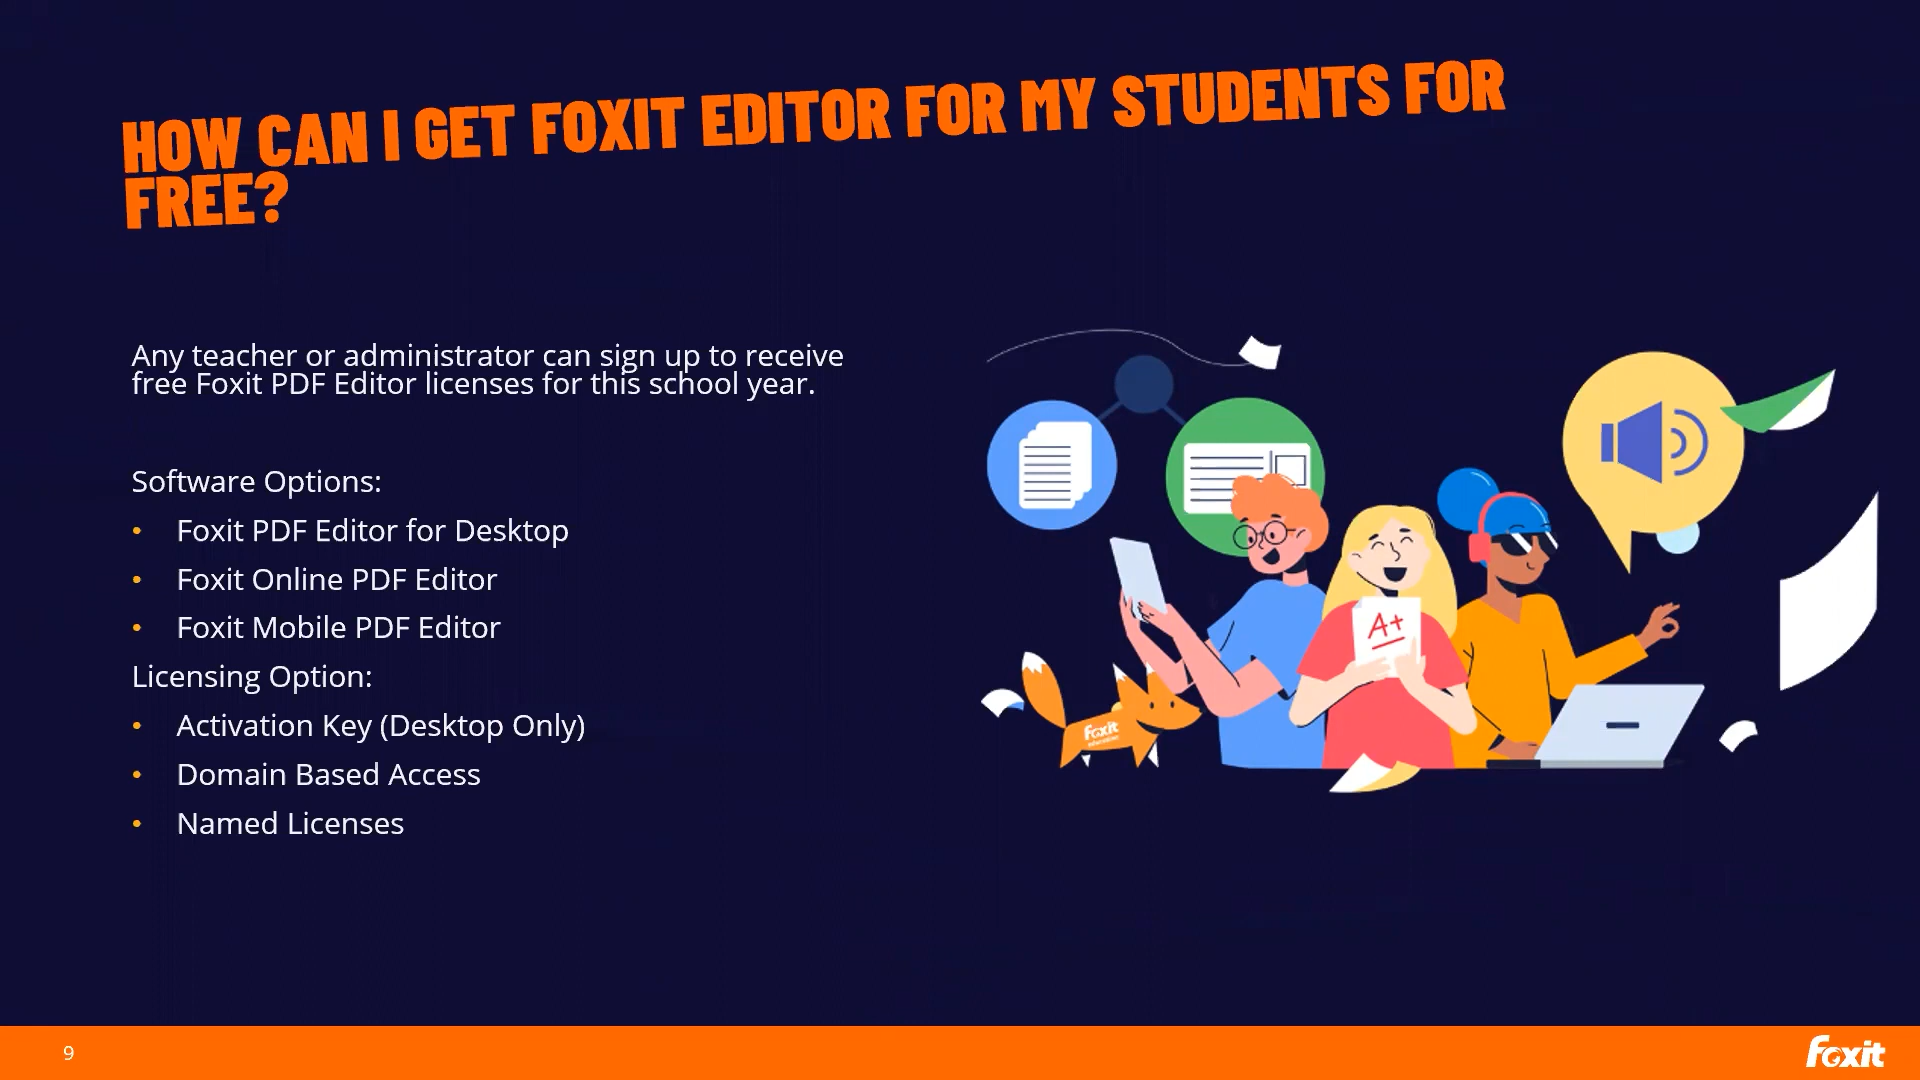 HOW CAN I GET FOXIT EDITOR FOR MY STUDENTS FOR
FREE?
Any teacher or administrator can sign up to receive
free Foxit PDF Editor licenses for this school year.
Software Options:
• Foxit PDF Editor for Desktop
• Foxit Online PDF Editor
• Foxit Mobile PDF Editor
Licensing Option:
• Activation Key (Desktop Only)
• Domain Based Access
• Named Licenses
A+
Foxit
9
Foxit